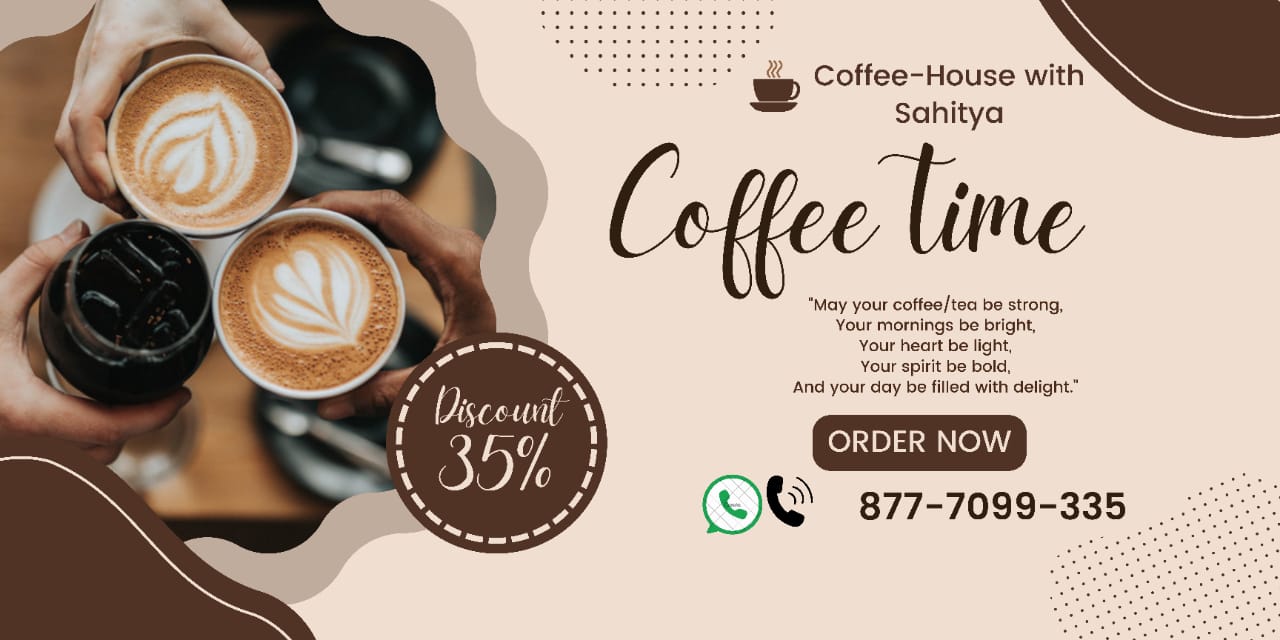 Coffee-House with
Sahitya
Coffee time
"May your coffee/tea be strong,
Your mornings be bright,
Your heart be light,
Your spirit be bold,
And your day be filled with delight."
Discount
35%
ORDER NOW
877-7099-335